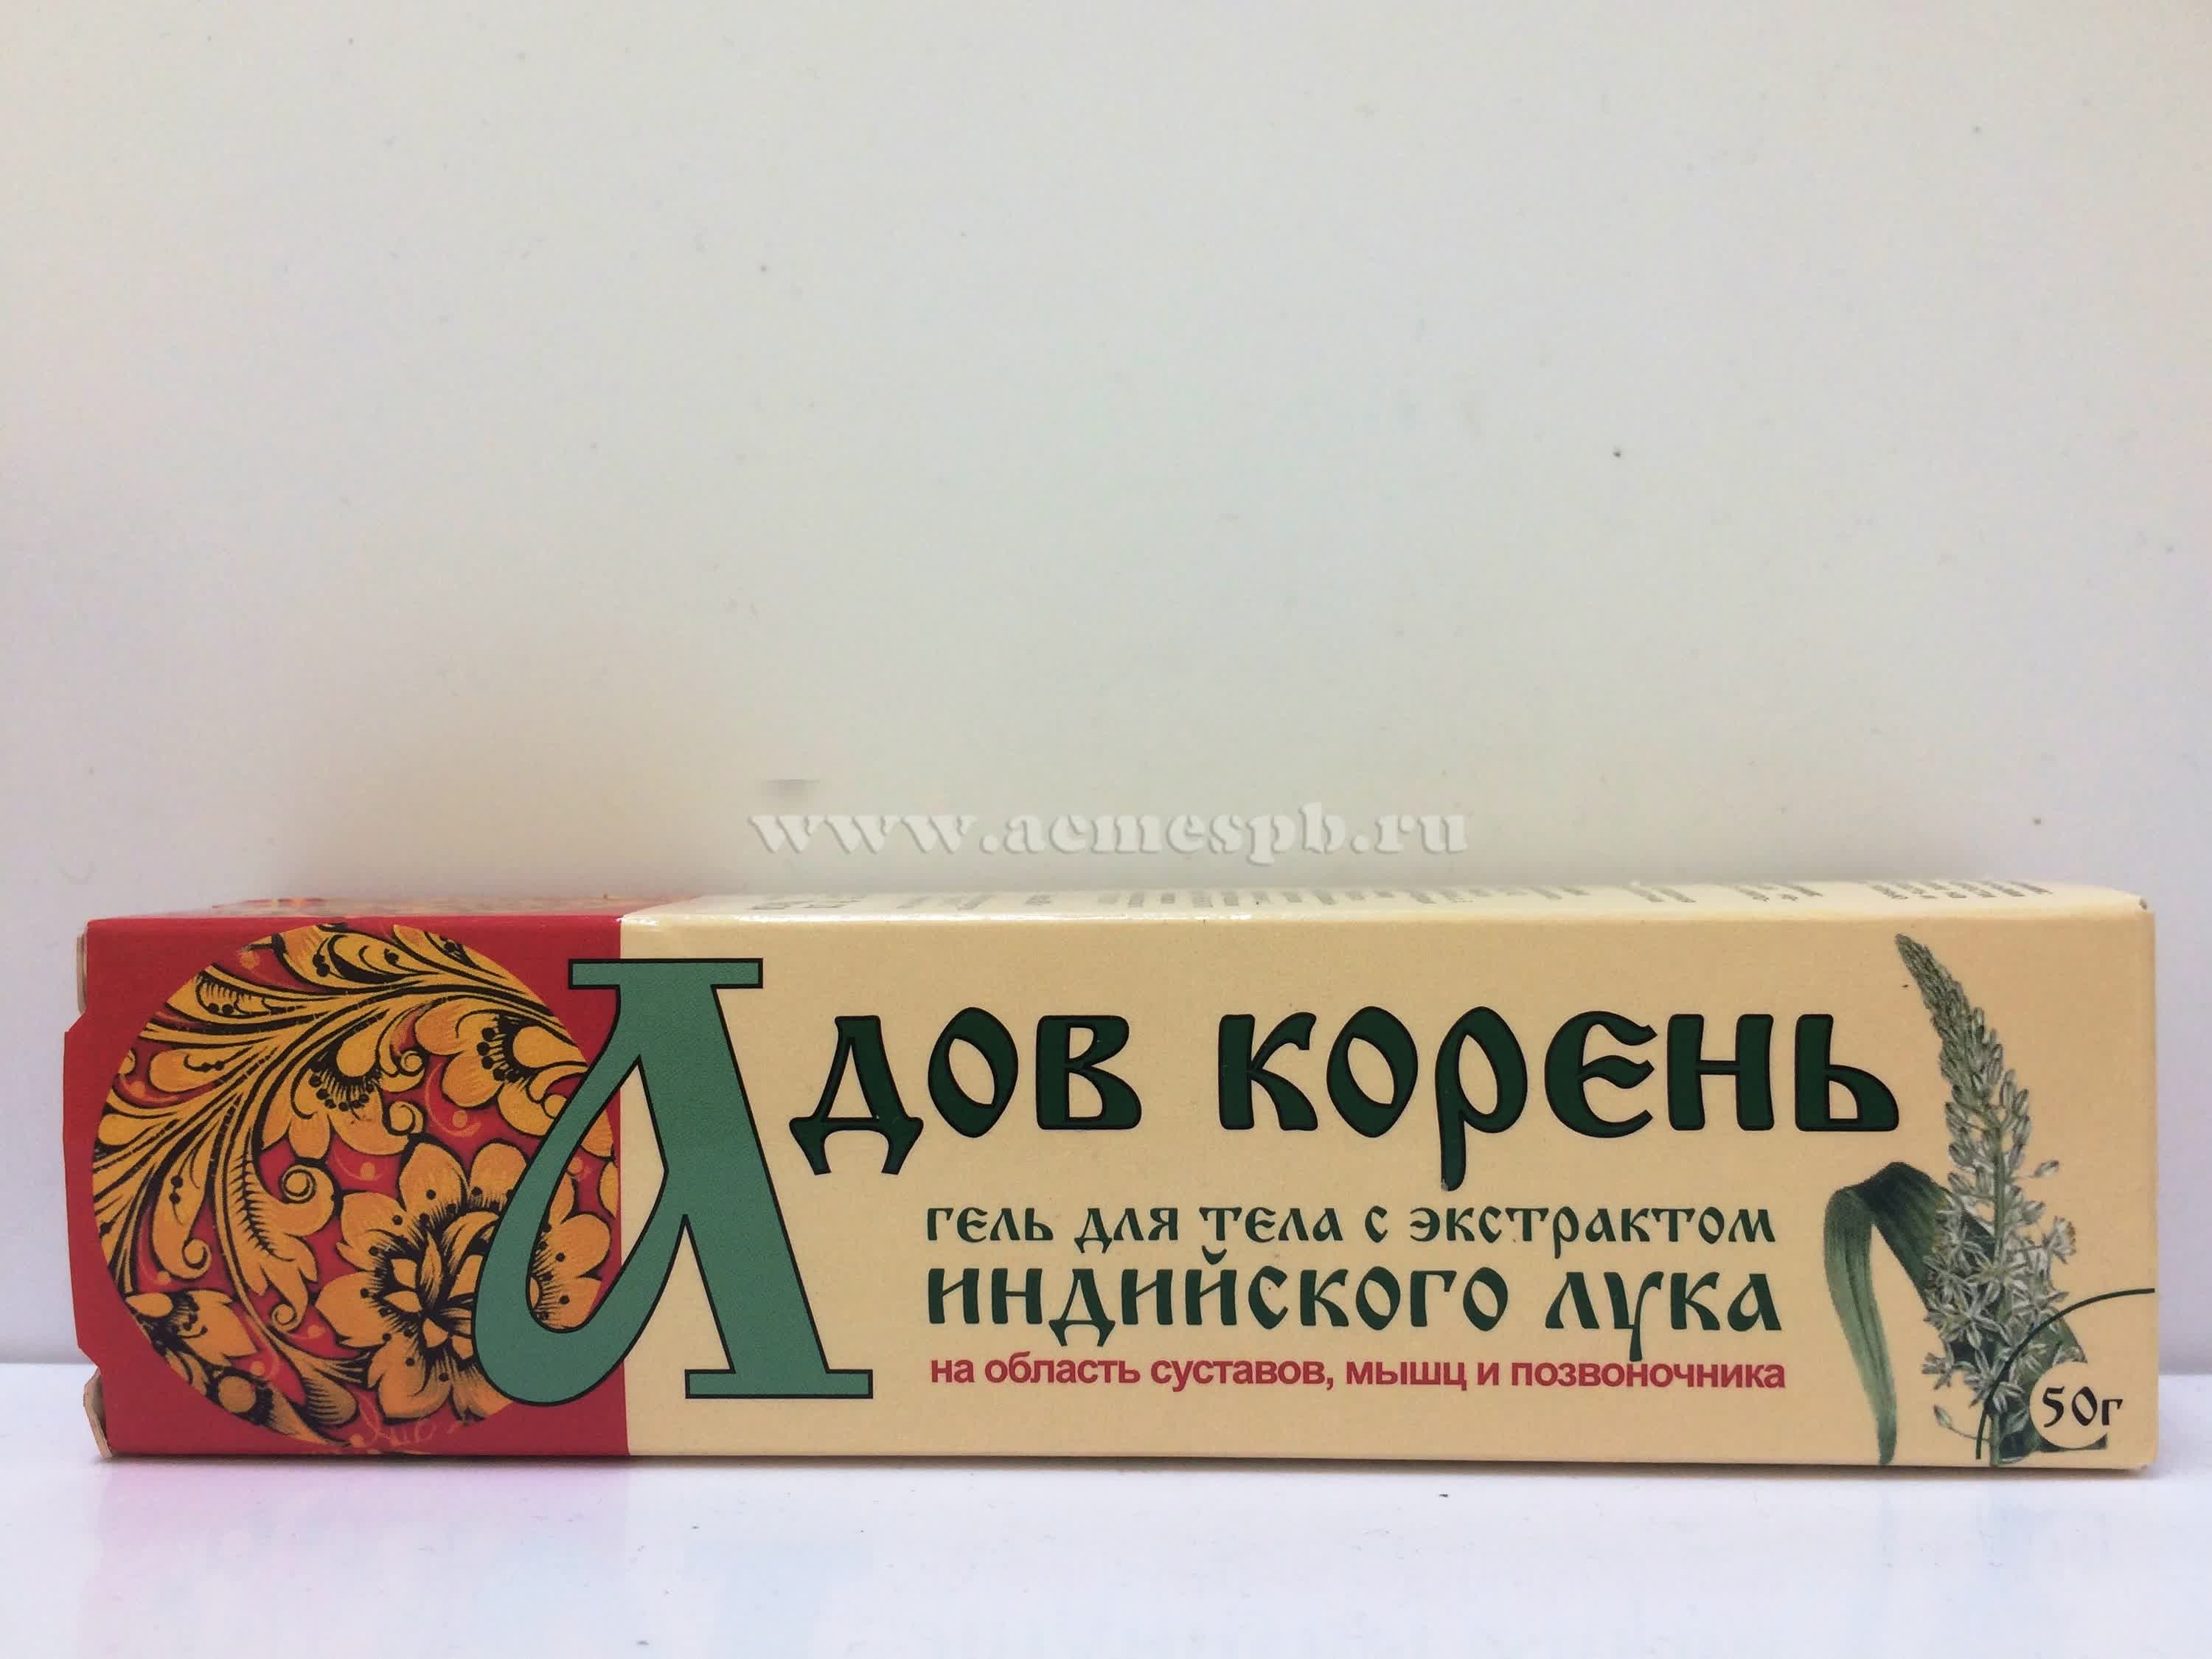 www.acmespb.ru
Адов корень
гель для тела с экстрактом
индийского лука
на область суставов, мышц и позвоночника
50г